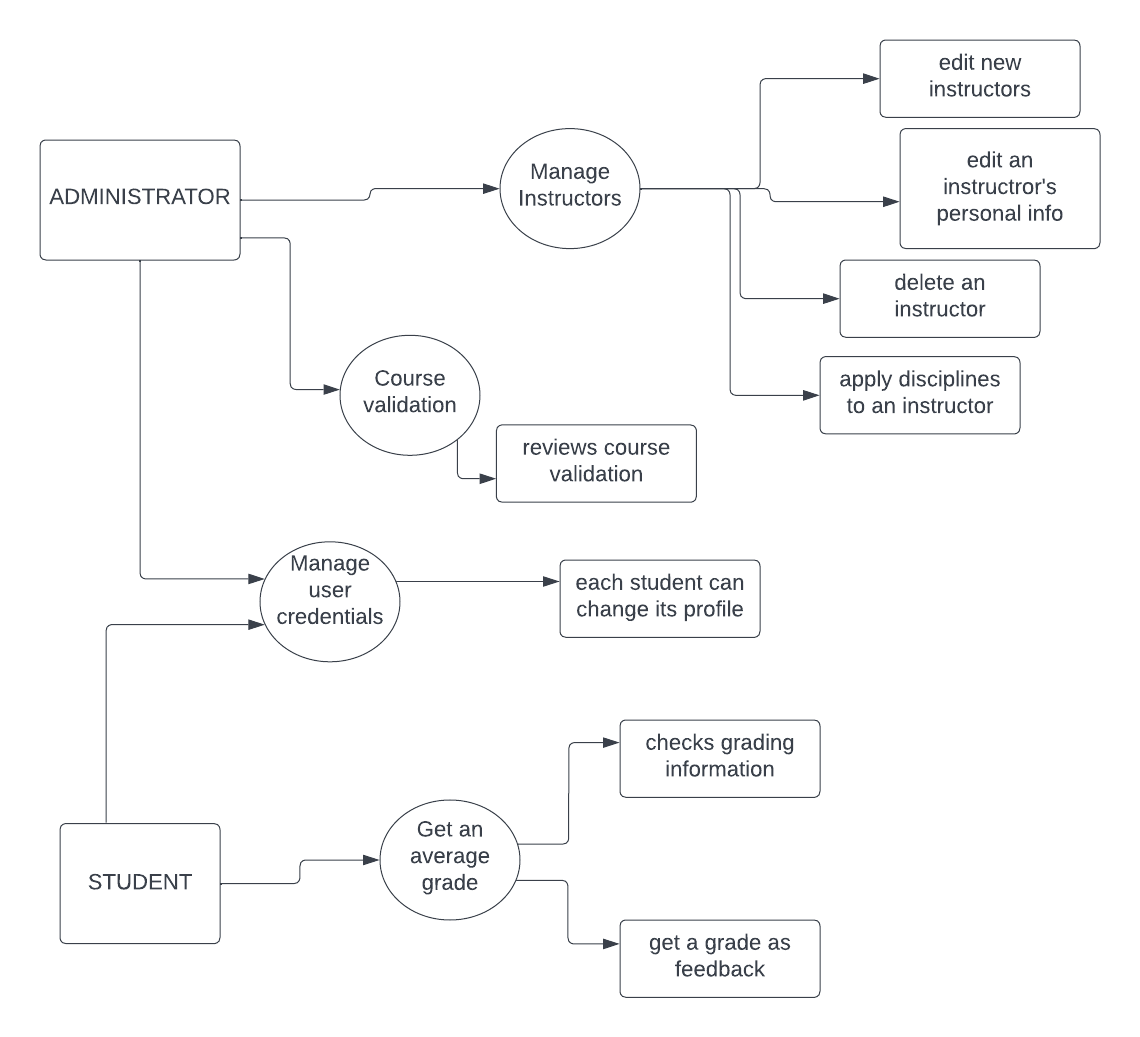 edit new
instructors
ADMINISTRATOR
Manage
Instructors
edit an
instructror's
personal info
delete an
instructor
Course
validation
apply disciplines
to an instructor
reviews course
validation
Manage
user
credentials
each student can
change its profile
checks grading
information
STUDENT
Get an
average
grade
get a grade as
feedback